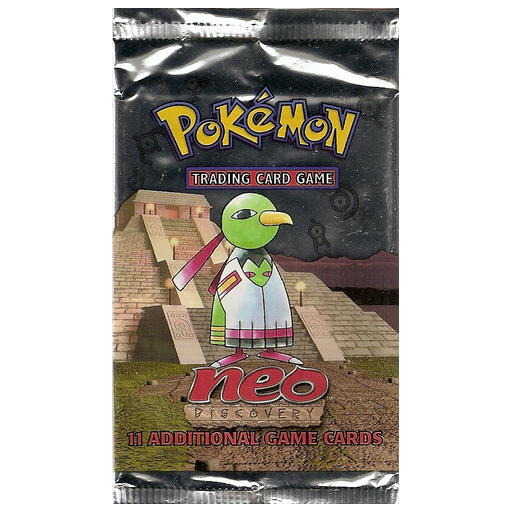 POKéMON
TRADING CARD GAME
neo
DISCOVERY
11 ADDITIONAL GAME CARDS